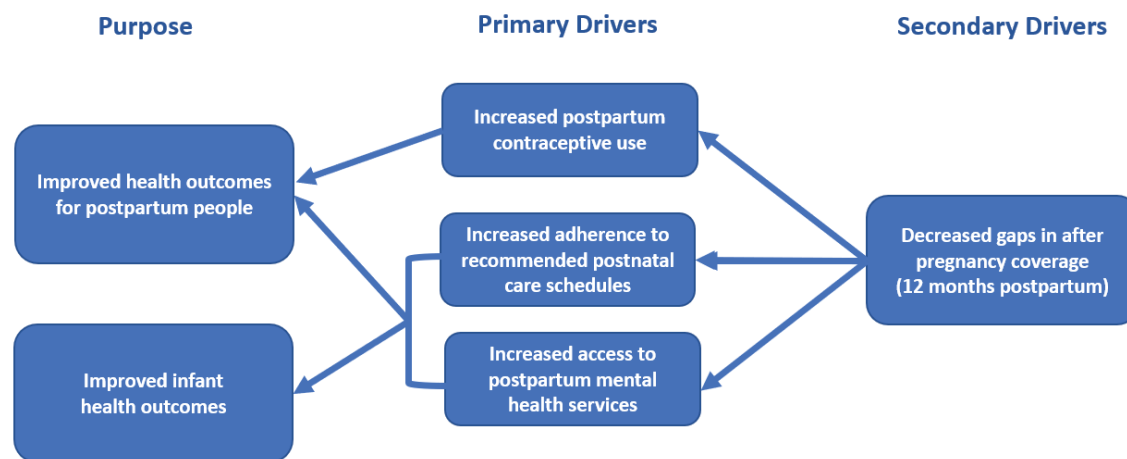 Purpose
Primary Drivers
Secondary Drivers
Improved health outcomes
for postpartum people
Improved infant
health outcomes
Increased postpartum
contraceptive use
Increased adherence to
recommended postnatal
care schedules
Increased access to
postpartum mental
health services
Decreased gaps in after
pregnancy coverage
(12 months postpartum)